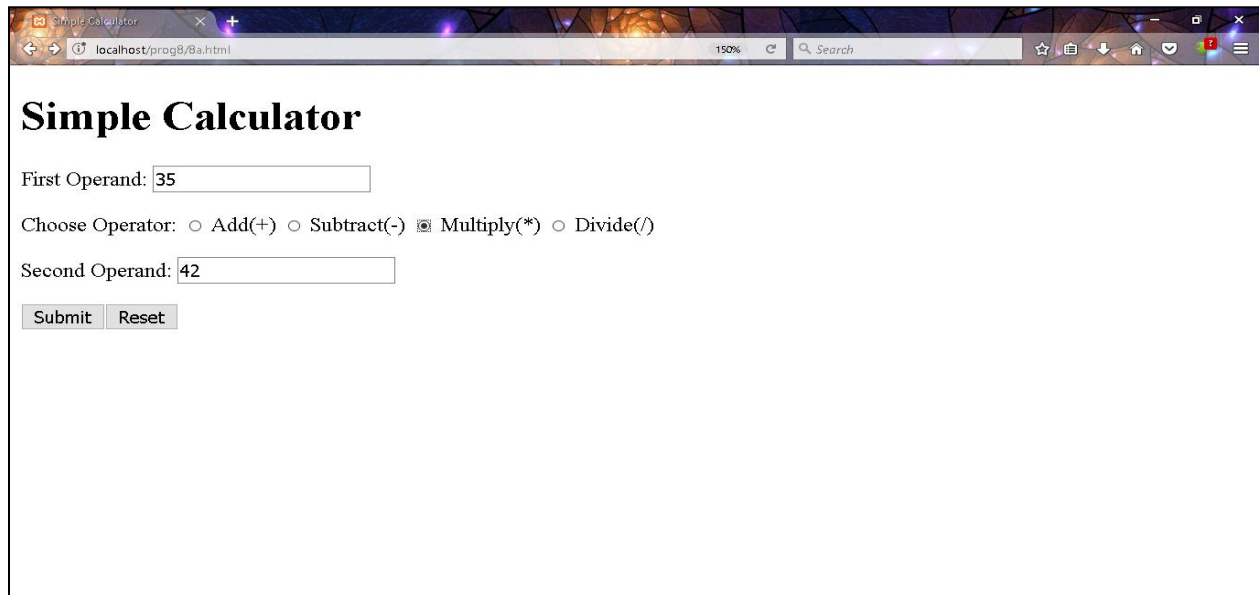 Simple Calculator
localhost/prog8/8a.html 150% Search
Simple Calculator
First Operand: 35
Choose Operator: Add(+) Subtract(-) Multiply(*) Divide(/)
Second Operand: 42
Submit Reset